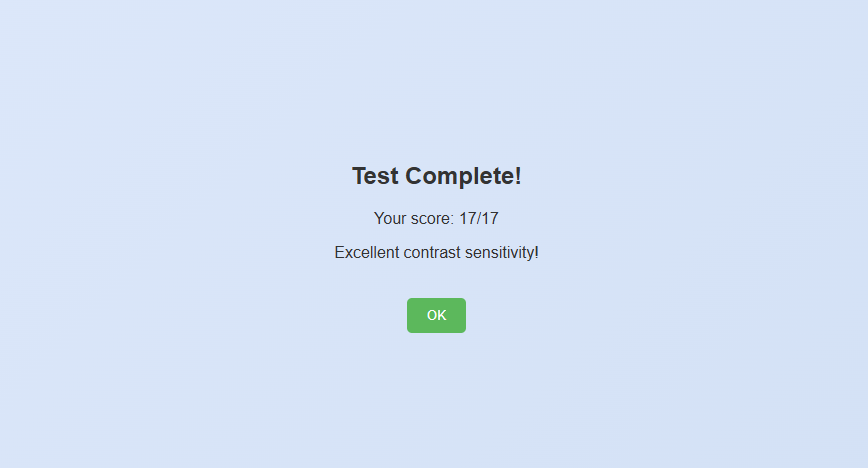 Test Complete!
Your score: 17/17
Excellent contrast sensitivity!
OK